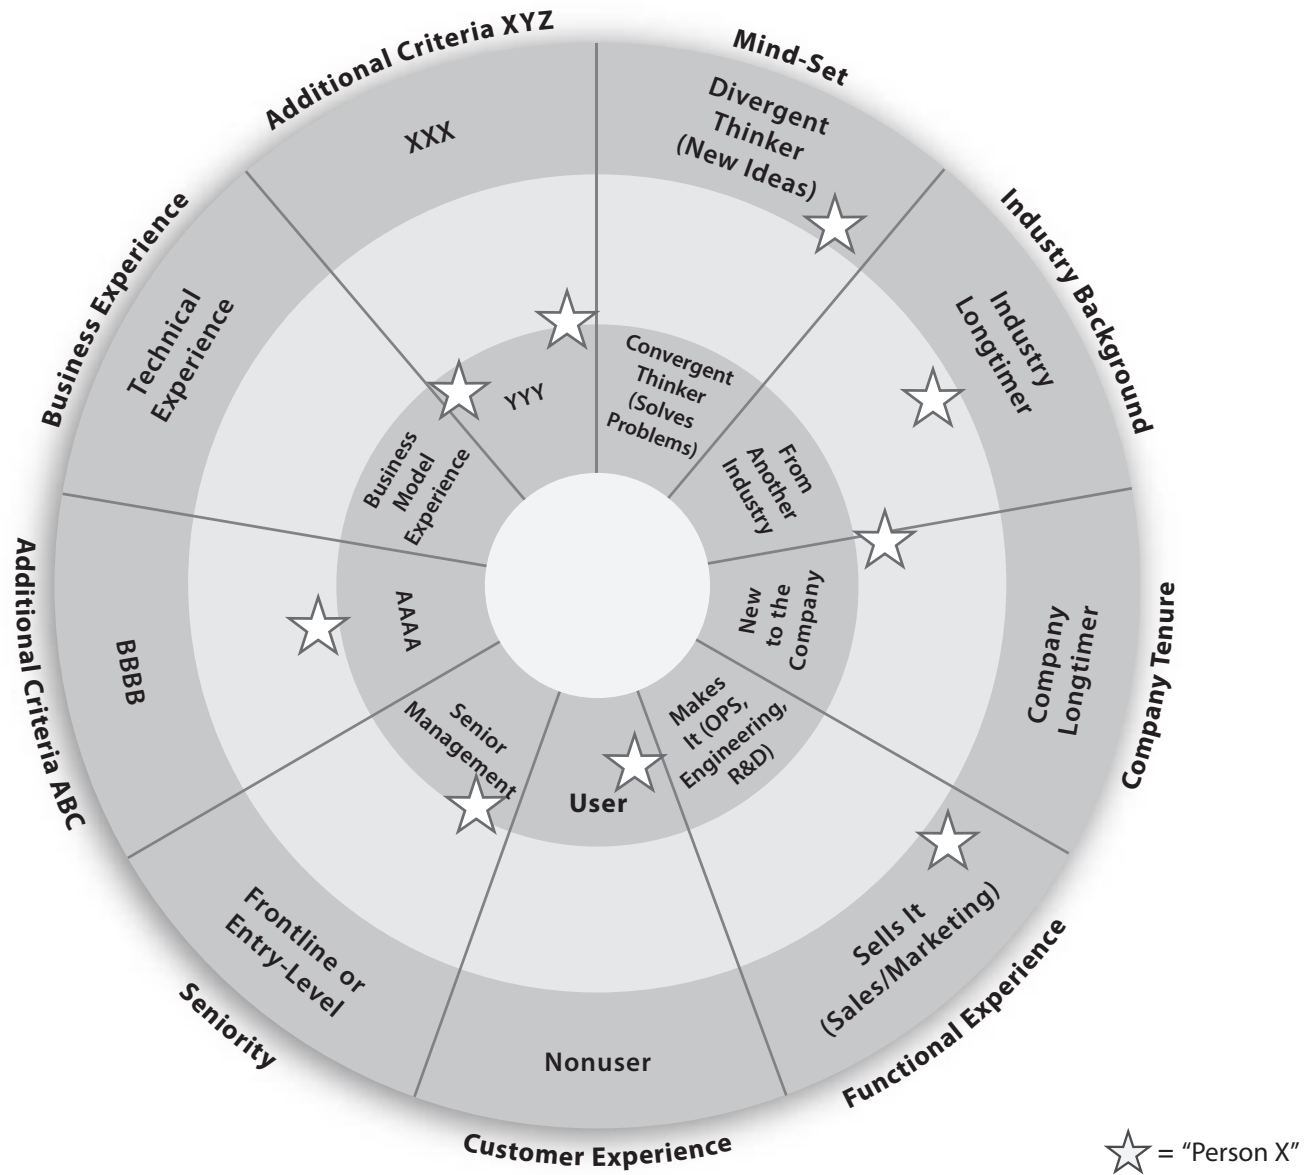 Mind-Set
Divergent
Thinker
(New Ideas)
Convergent
Thinker
(Solves
Problems)
Industry Background
Industry
Longtimer
From
Another
Industry
Company Tenure
Company
Longtimer
New
to the
Company
Functional Experience
Sells It
(Sales/Marketing)
Makes
It (OPS,
Engineering,
R&D)
Customer Experience
Nonuser
User
Seniority
Frontline or
Entry-Level
Senior
Management
Additional Criteria ABC
BBBB
AAAA
Business Experience
Technical
Experience
Business
Model
Experience
Additional Criteria XYZ
XXX
YYY
= “Person X”